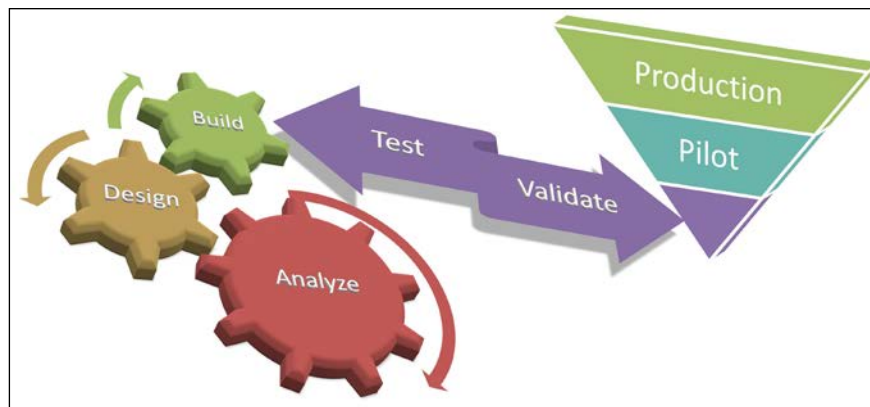 Build
Design
Analyze
Test
Validate
Production
Pilot